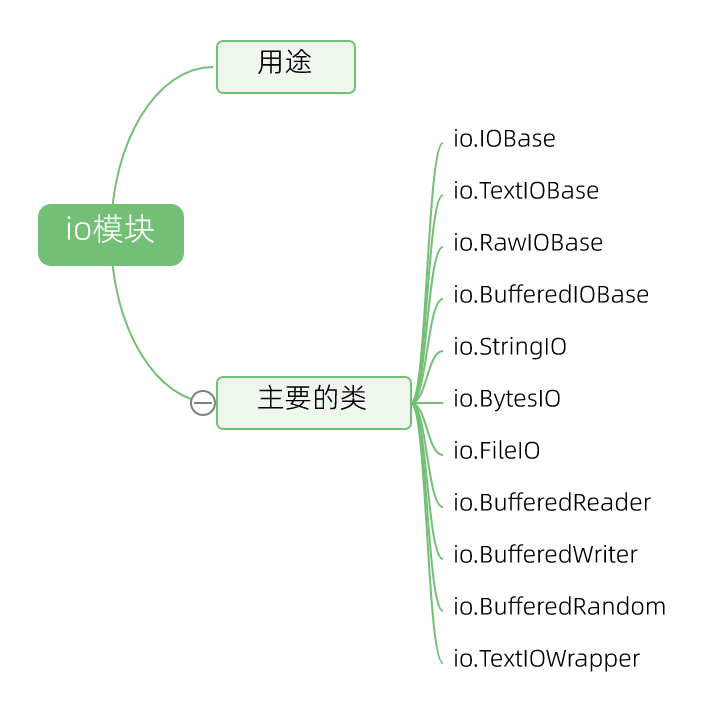 io模块
用途
主要的类
io.IOBase
io.TextIOBase
io.RawIOBase
io.BufferedIOBase
io.StringIO
io.BytesIO
io.FileIO
io.BufferedReader
io.BufferedWriter
io.BufferedRandom
io.TextIOWrapper